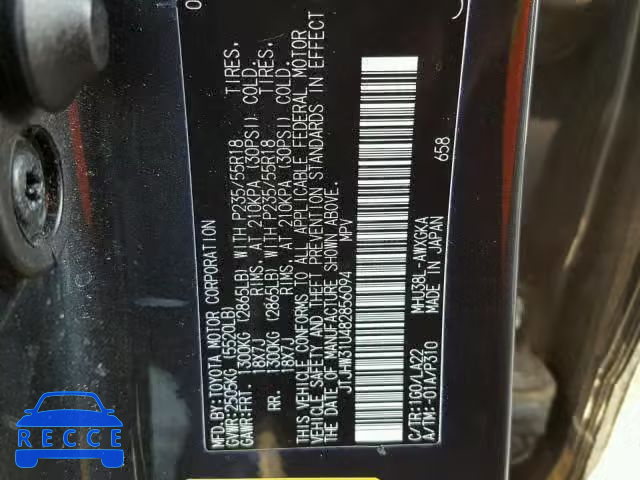 MFD.BY:TOYOTA MOTOR CORPORATION
GVWR:2505KG (5520LB)
GAWR:FRT. 1300KG (2865LB) WITH P235/55R18 TIRES.
18X7J RIMS. AT 210KPA (30PSI) COLD.
RR. 1300KG (2865LB) WITH P235/55R18 TIRES.
18X7J RIMS. AT 210KPA (30PSI) COLD.
THIS VEHICLE CONFORMS TO ALL APPLICABLE FEDERAL MOTOR
VEHICLE SAFETY, AND THEFT PREVENTION STANDARDS IN EFFECT
ON THE DATE OF MANUFACTURE SHOWN ABOVE.
JTJHW31U482856094 MPV
658
C/TR:1G0/LA22 MHU38L-AWXGKA
A/TM:-01A/P310 MADE IN JAPAN
AutoBidMaster